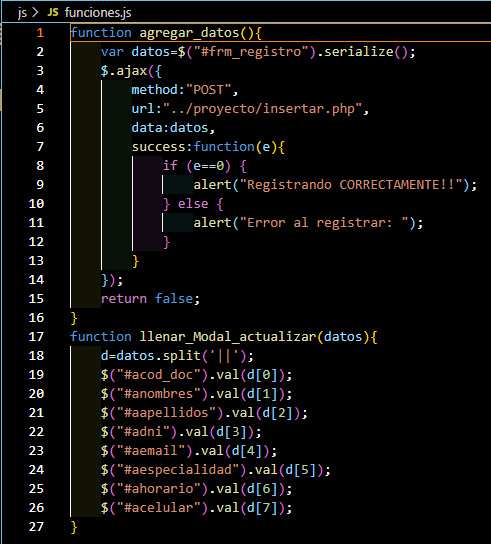 js > JS funciones.js
1 function agregar_datos(){
2     var datos=$("#frm_registro").serialize();
3     $.ajax({
4         method:"POST",
5         url:"../proyecto/insertar.php",
6         data:datos,
7         success:function(e){
8             if (e==0) {
9                 alert("Registrando CORRECTAMENTE!!");
10             } else {
11                 alert("Error al registrar: ");
12             }
13         }
14     });
15     return false;
16 }
17 function llenar_Modal_actualizar(datos){
18     d=datos.split('||');
19     $("#acod_doc").val(d[0]);
20     $("#anombres").val(d[1]);
21     $("#aapellidos").val(d[2]);
22     $("#adni").val(d[3]);
23     $("#aemail").val(d[4]);
24     $("#aespecialidad").val(d[5]);
25     $("#ahorario").val(d[6]);
26     $("#acelular").val(d[7]);
27 }